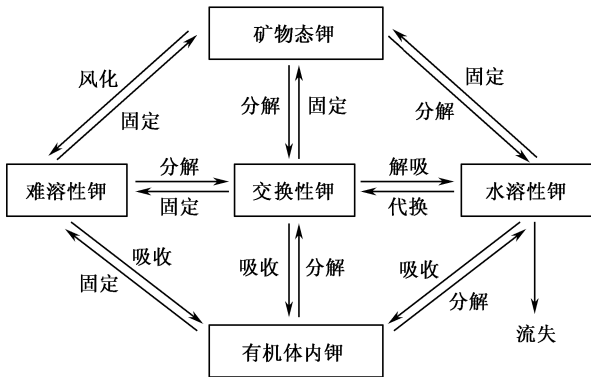 矿物态钾
风化
固定
分解
固定
固定
分解
难溶性钾
分解
固定
交换性钾
解吸
代换
水溶性钾
吸收
固定
吸收
分解
吸收
分解
流失
有机体内钾